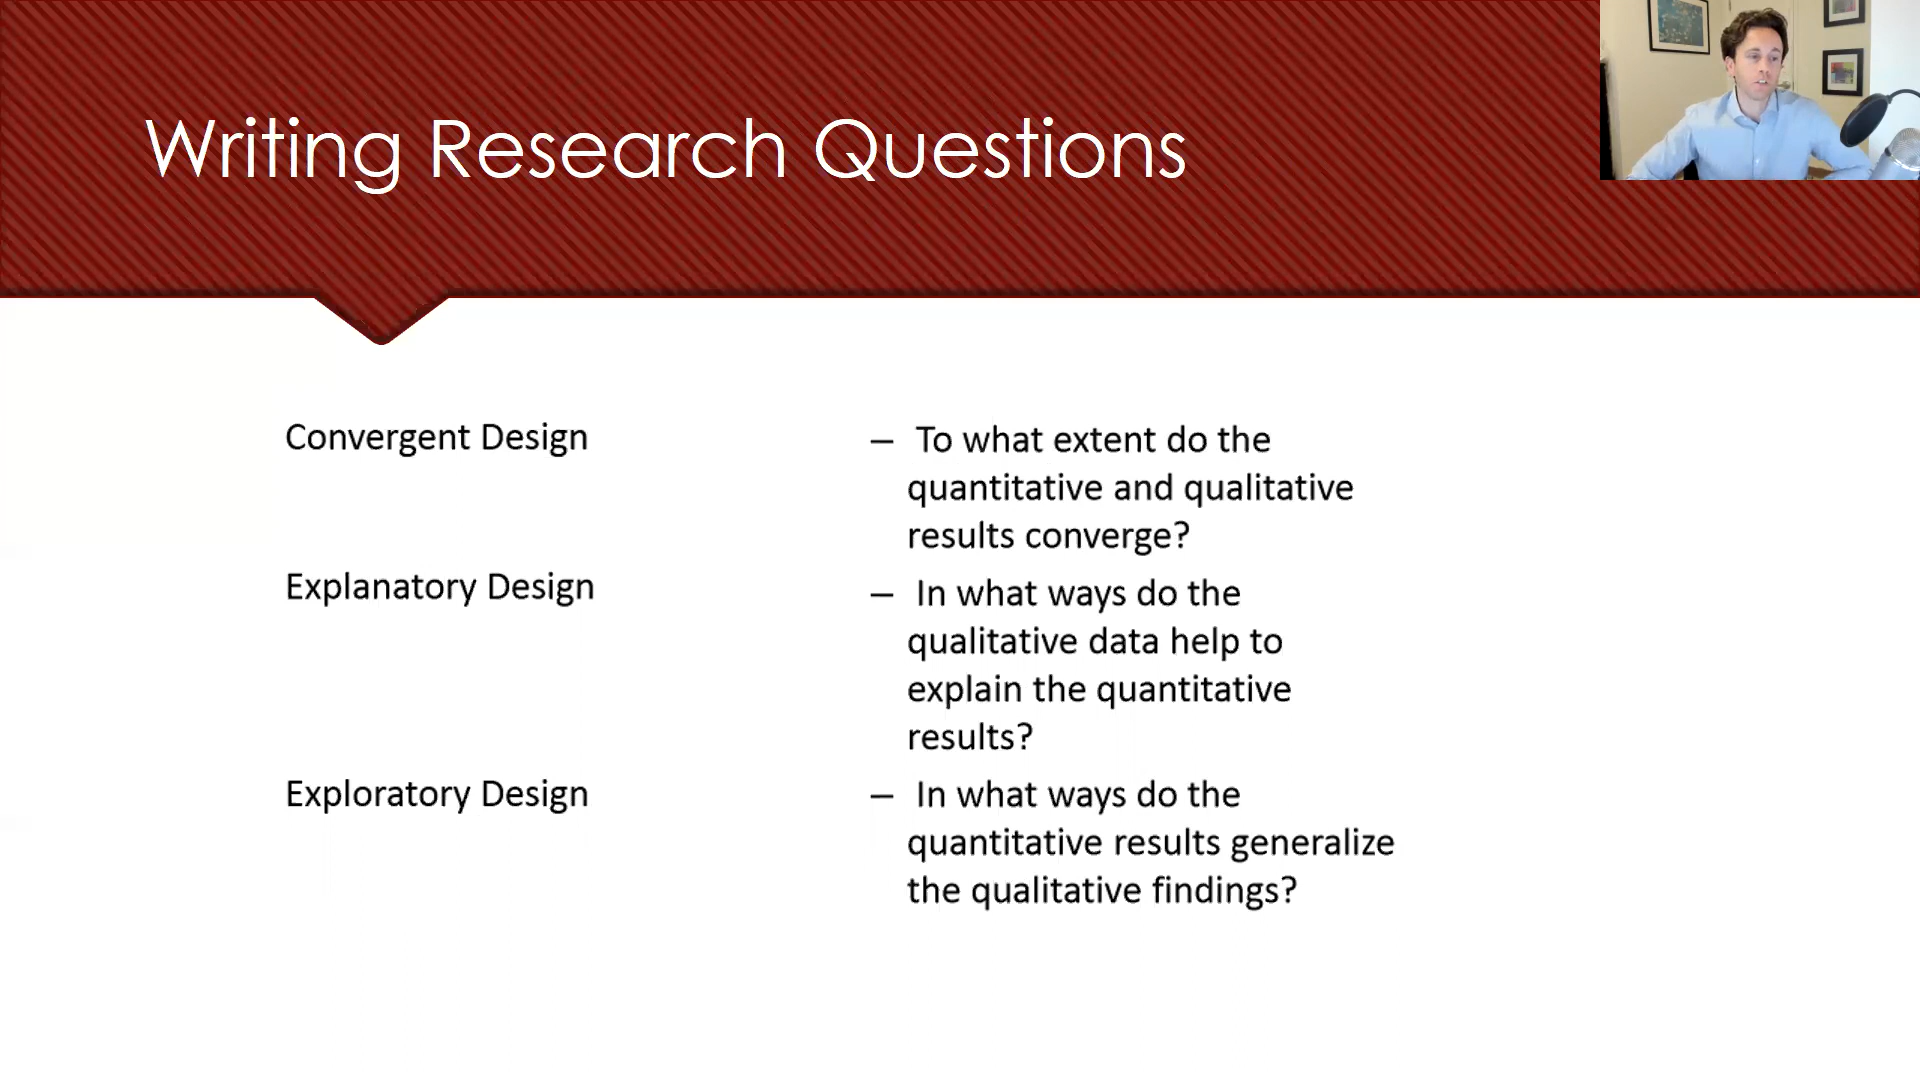 Writing Research Questions
Convergent Design
– To what extent do the
quantitative and qualitative
results converge?
Explanatory Design
– In what ways do the
qualitative data help to
explain the quantitative
results?
Exploratory Design
– In what ways do the
quantitative results generalize
the qualitative findings?